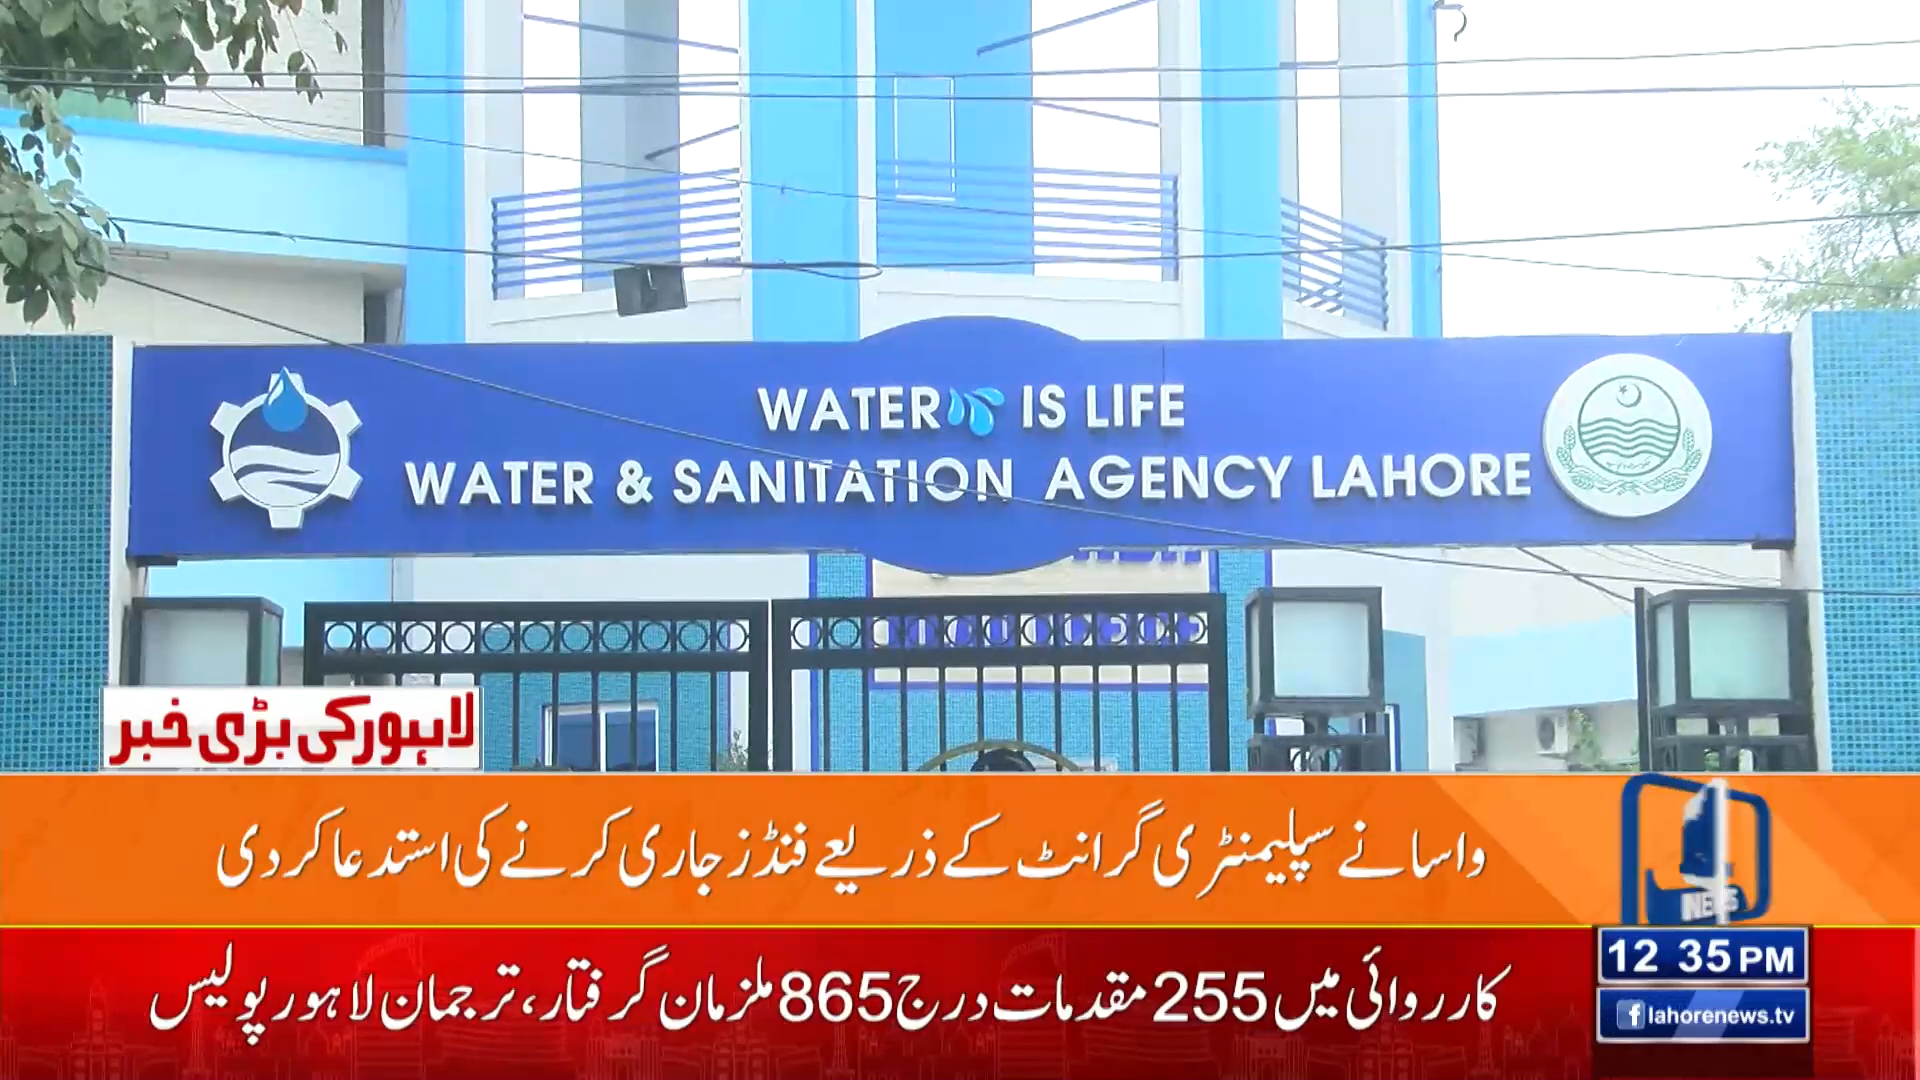 WATER IS LIFE
WATER & SANITATION AGENCY LAHORE
لاہور کی بڑی خبر
واسا نے سپلیمنٹری گرانٹ کے ذریعے فنڈز جاری کرنے کی استدعا کر دی
NEWS
کارروائی میں 255 مقدمات درج 865 ملزمان گرفتار، ترجمان لاہور پولیس
12 35 PM
lahorenews.tv